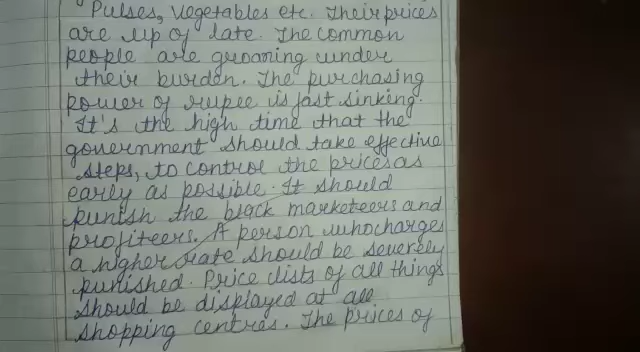 Pulses, vegetables etc. Their prices
are up of late. The common
people are groaning under
their burden. The purchasing
power of rupee is fast sinking.
It's the high time that the
government should take effective
steps, to control the prices as
early as possible. It should
punish the black marketeers and
profiteers. A person who charges
a higher rate should be severely
punished. Price lists of all things
should be displayed at all
shopping centres. The prices of